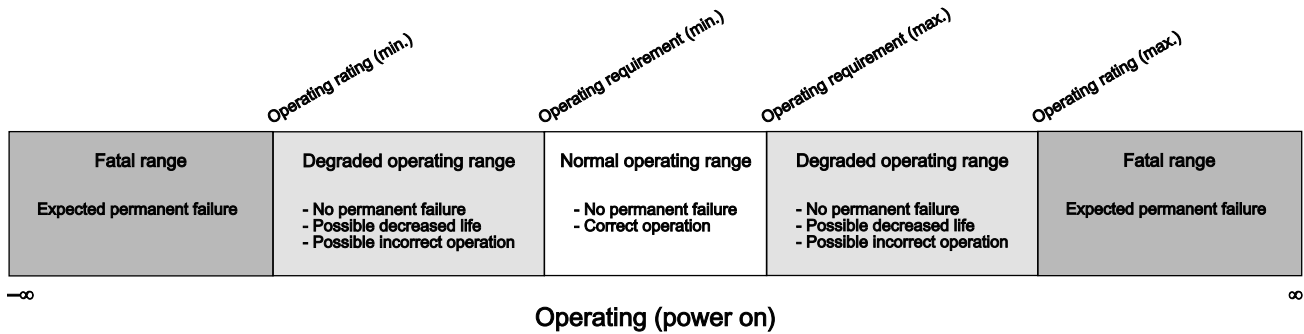 Operating rating (min.)
Operating requirement (min.)
Operating requirement (max.)
Operating rating (max.)
Fatal range
Expected permanent failure
Degraded operating range
- No permanent failure
- Possible decreased life
- Possible incorrect operation
Normal operating range
- No permanent failure
- Correct operation
Degraded operating range
- No permanent failure
- Possible decreased life
- Possible incorrect operation
Fatal range
Expected permanent failure
–∞
∞
Operating (power on)